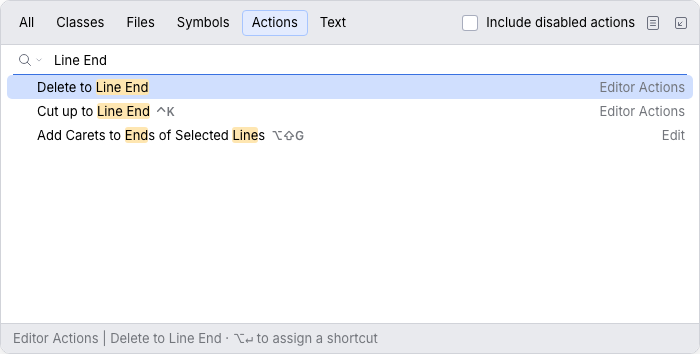 All Classes Files Symbols Actions Text Include disabled actions
Line End
Delete to Line End Editor Actions
Cut up to Line End ^K Editor Actions
Add Carets to Ends of Selected Lines ⌥⇧G Edit
Editor Actions | Delete to Line End · ⌥↵ to assign a shortcut